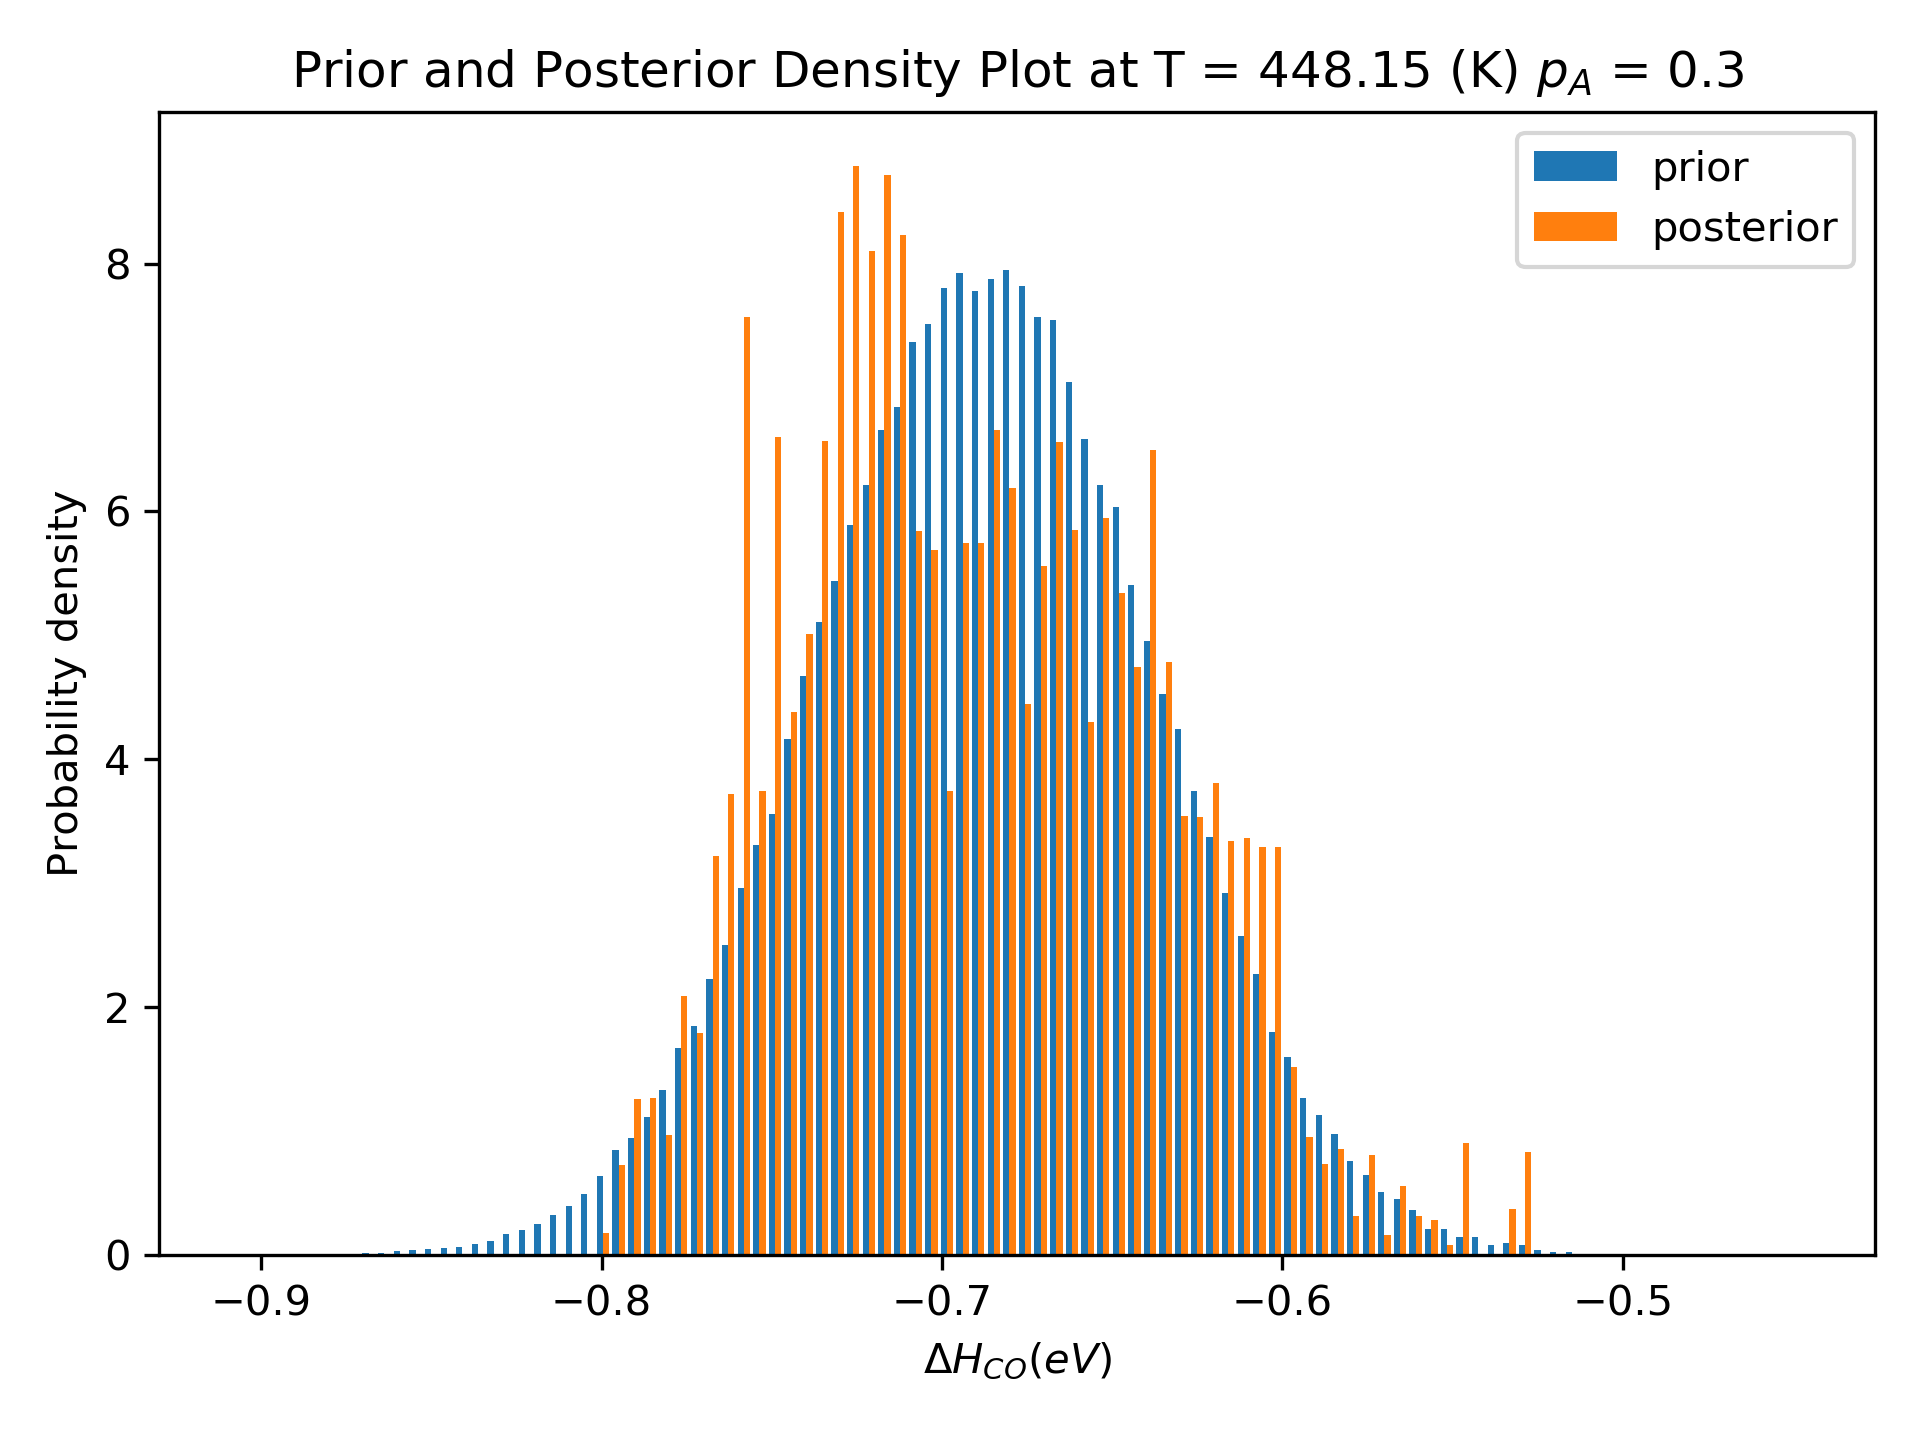 Prior and Posterior Density Plot at T = 448.15 (K) p_A = 0.3
prior
posterior
Probability density
8
6
4
2
0
−0.9 −0.8 −0.7 −0.6 −0.5
ΔH_CO(eV)